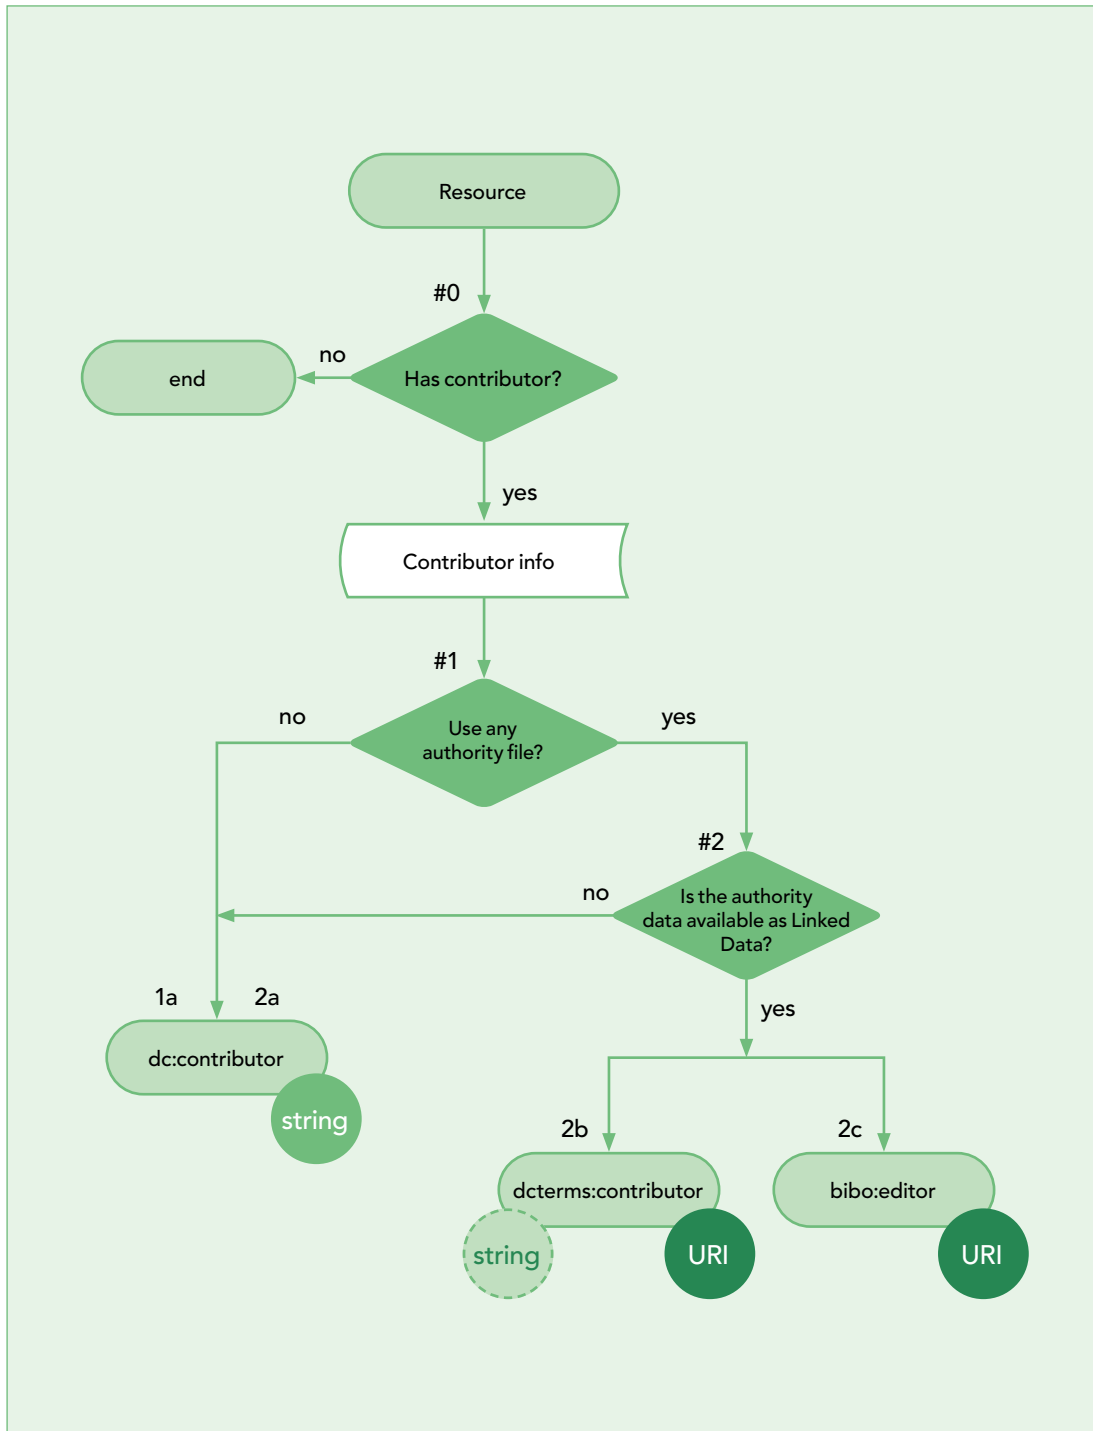 Resource
#0
Has contributor?
no
end
yes
Contributor info
#1
Use any
authority file?
no
yes
#2
Is the authority
data available as Linked
Data?
no
yes
1a
2a
dc:contributor
string
2b
2c
dcterms:contributor
bibo:editor
string
URI
URI